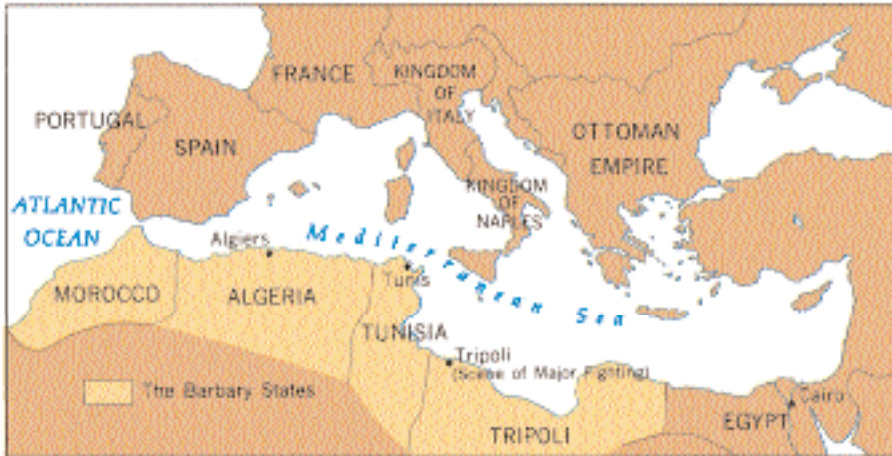 FRANCE
KINGDOM
OF
ITALY
PORTUGAL
SPAIN
OTTOMAN
EMPIRE
KINGDOM
OF
NAPLES
ATLANTIC
OCEAN
Algiers
Mediterranean Sea
Tunis
MOROCCO
ALGERIA
TUNISIA
Tripoli
(Scene of Major Fighting)
The Barbary States
Cairo
EGYPT
TRIPOLI